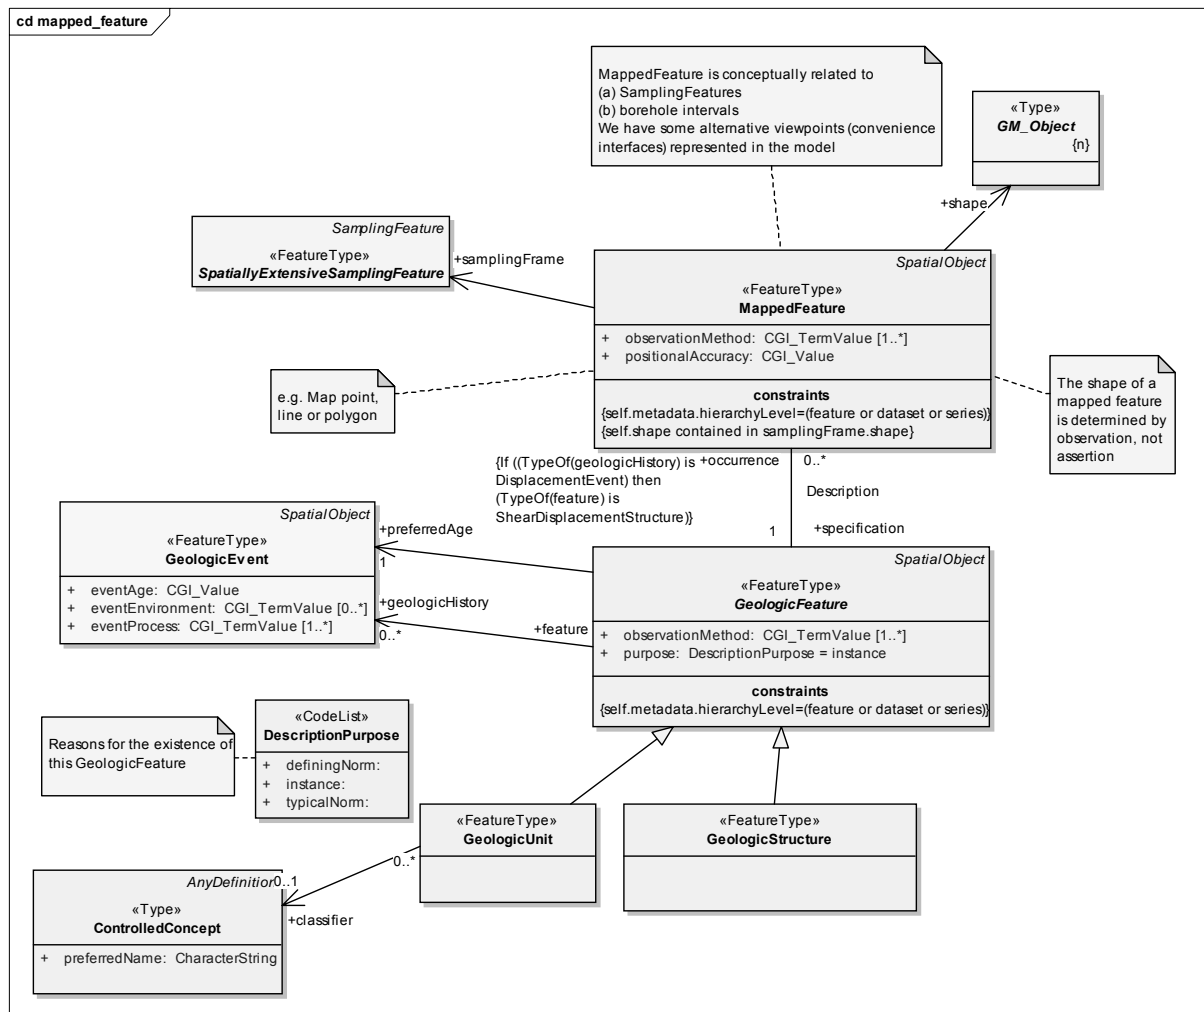 cd mapped_feature
MappedFeature is conceptually related to
(a) SamplingFeatures
(b) borehole intervals
We have some alternative viewpoints (convenience
interfaces) represented in the model
«Type»
GM_Object
{n}
+shape
SamplingFeature
«FeatureType»
SpatiallyExtensiveSamplingFeature
+samplingFrame
SpatialObject
«FeatureType»
MappedFeature
+ observationMethod: CGI_TermValue [1..*]
+ positionalAccuracy: CGI_Value
constraints
{self.metadata.hierarchyLevel=(feature or dataset or series)}
{self.shape contained in samplingFrame.shape}
e.g. Map point,
line or polygon
The shape of a
mapped feature
is determined by
observation, not
assertion
{If ((TypeOf(geologicHistory) is
DisplacementEvent) then
(TypeOf(feature) is
ShearDisplacementStructure)}
+occurrence
0..*
Description
+specification
1
SpatialObject
«FeatureType»
GeologicEvent
+ eventAge: CGI_Value
+ eventEnvironment: CGI_TermValue [0..*]
+ eventProcess: CGI_TermValue [1..*]
+preferredAge
1
+geologicHistory
0..*
+feature
SpatialObject
«FeatureType»
GeologicFeature
+ observationMethod: CGI_TermValue [1..*]
+ purpose: DescriptionPurpose = instance
constraints
{self.metadata.hierarchyLevel=(feature or dataset or series)}
Reasons for the existence of
this GeologicFeature
«CodeList»
DescriptionPurpose
+ definingNorm:
+ instance:
+ typicalNorm:
«FeatureType»
GeologicUnit
«FeatureType»
GeologicStructure
0..*
0..1
+classifier
AnyDefinition
«Type»
ControlledConcept
+ preferredName: CharacterString